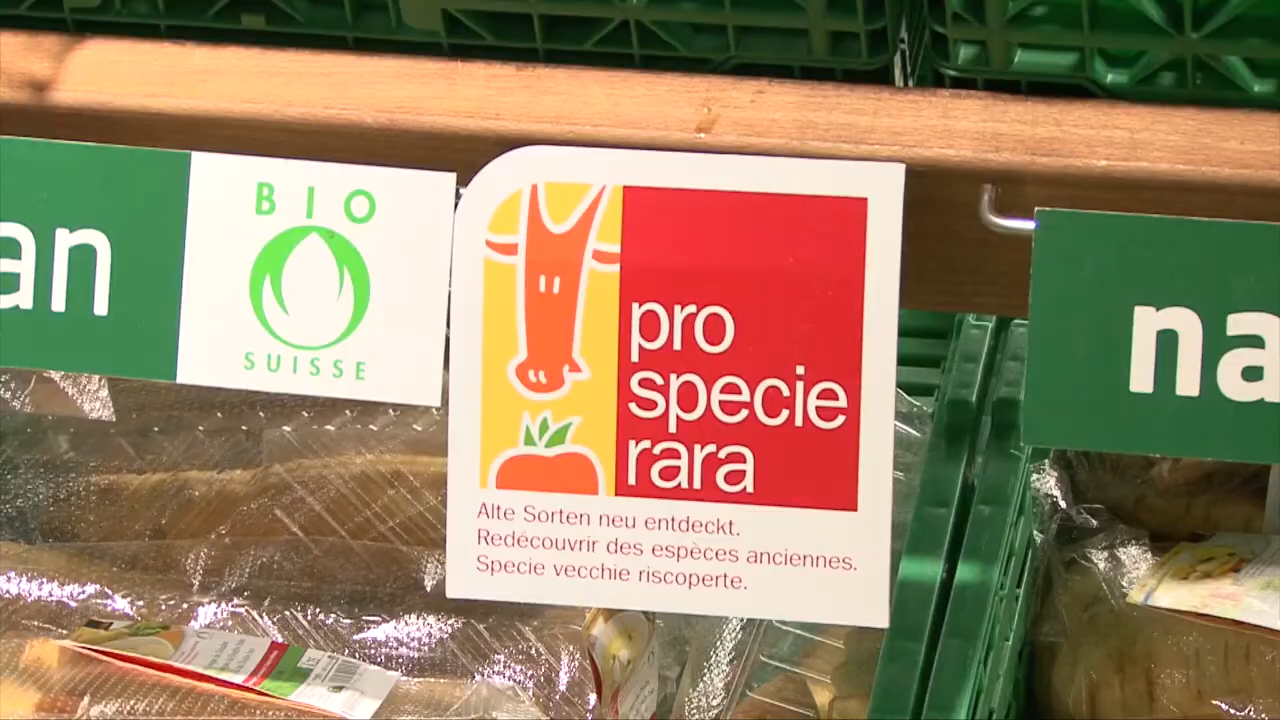 an
BIO
SUISSE
pro
specie
rara
Alte Sorten neu entdeckt.
Redécouvrir des espèces anciennes.
Specie vecchie riscoperte.
na